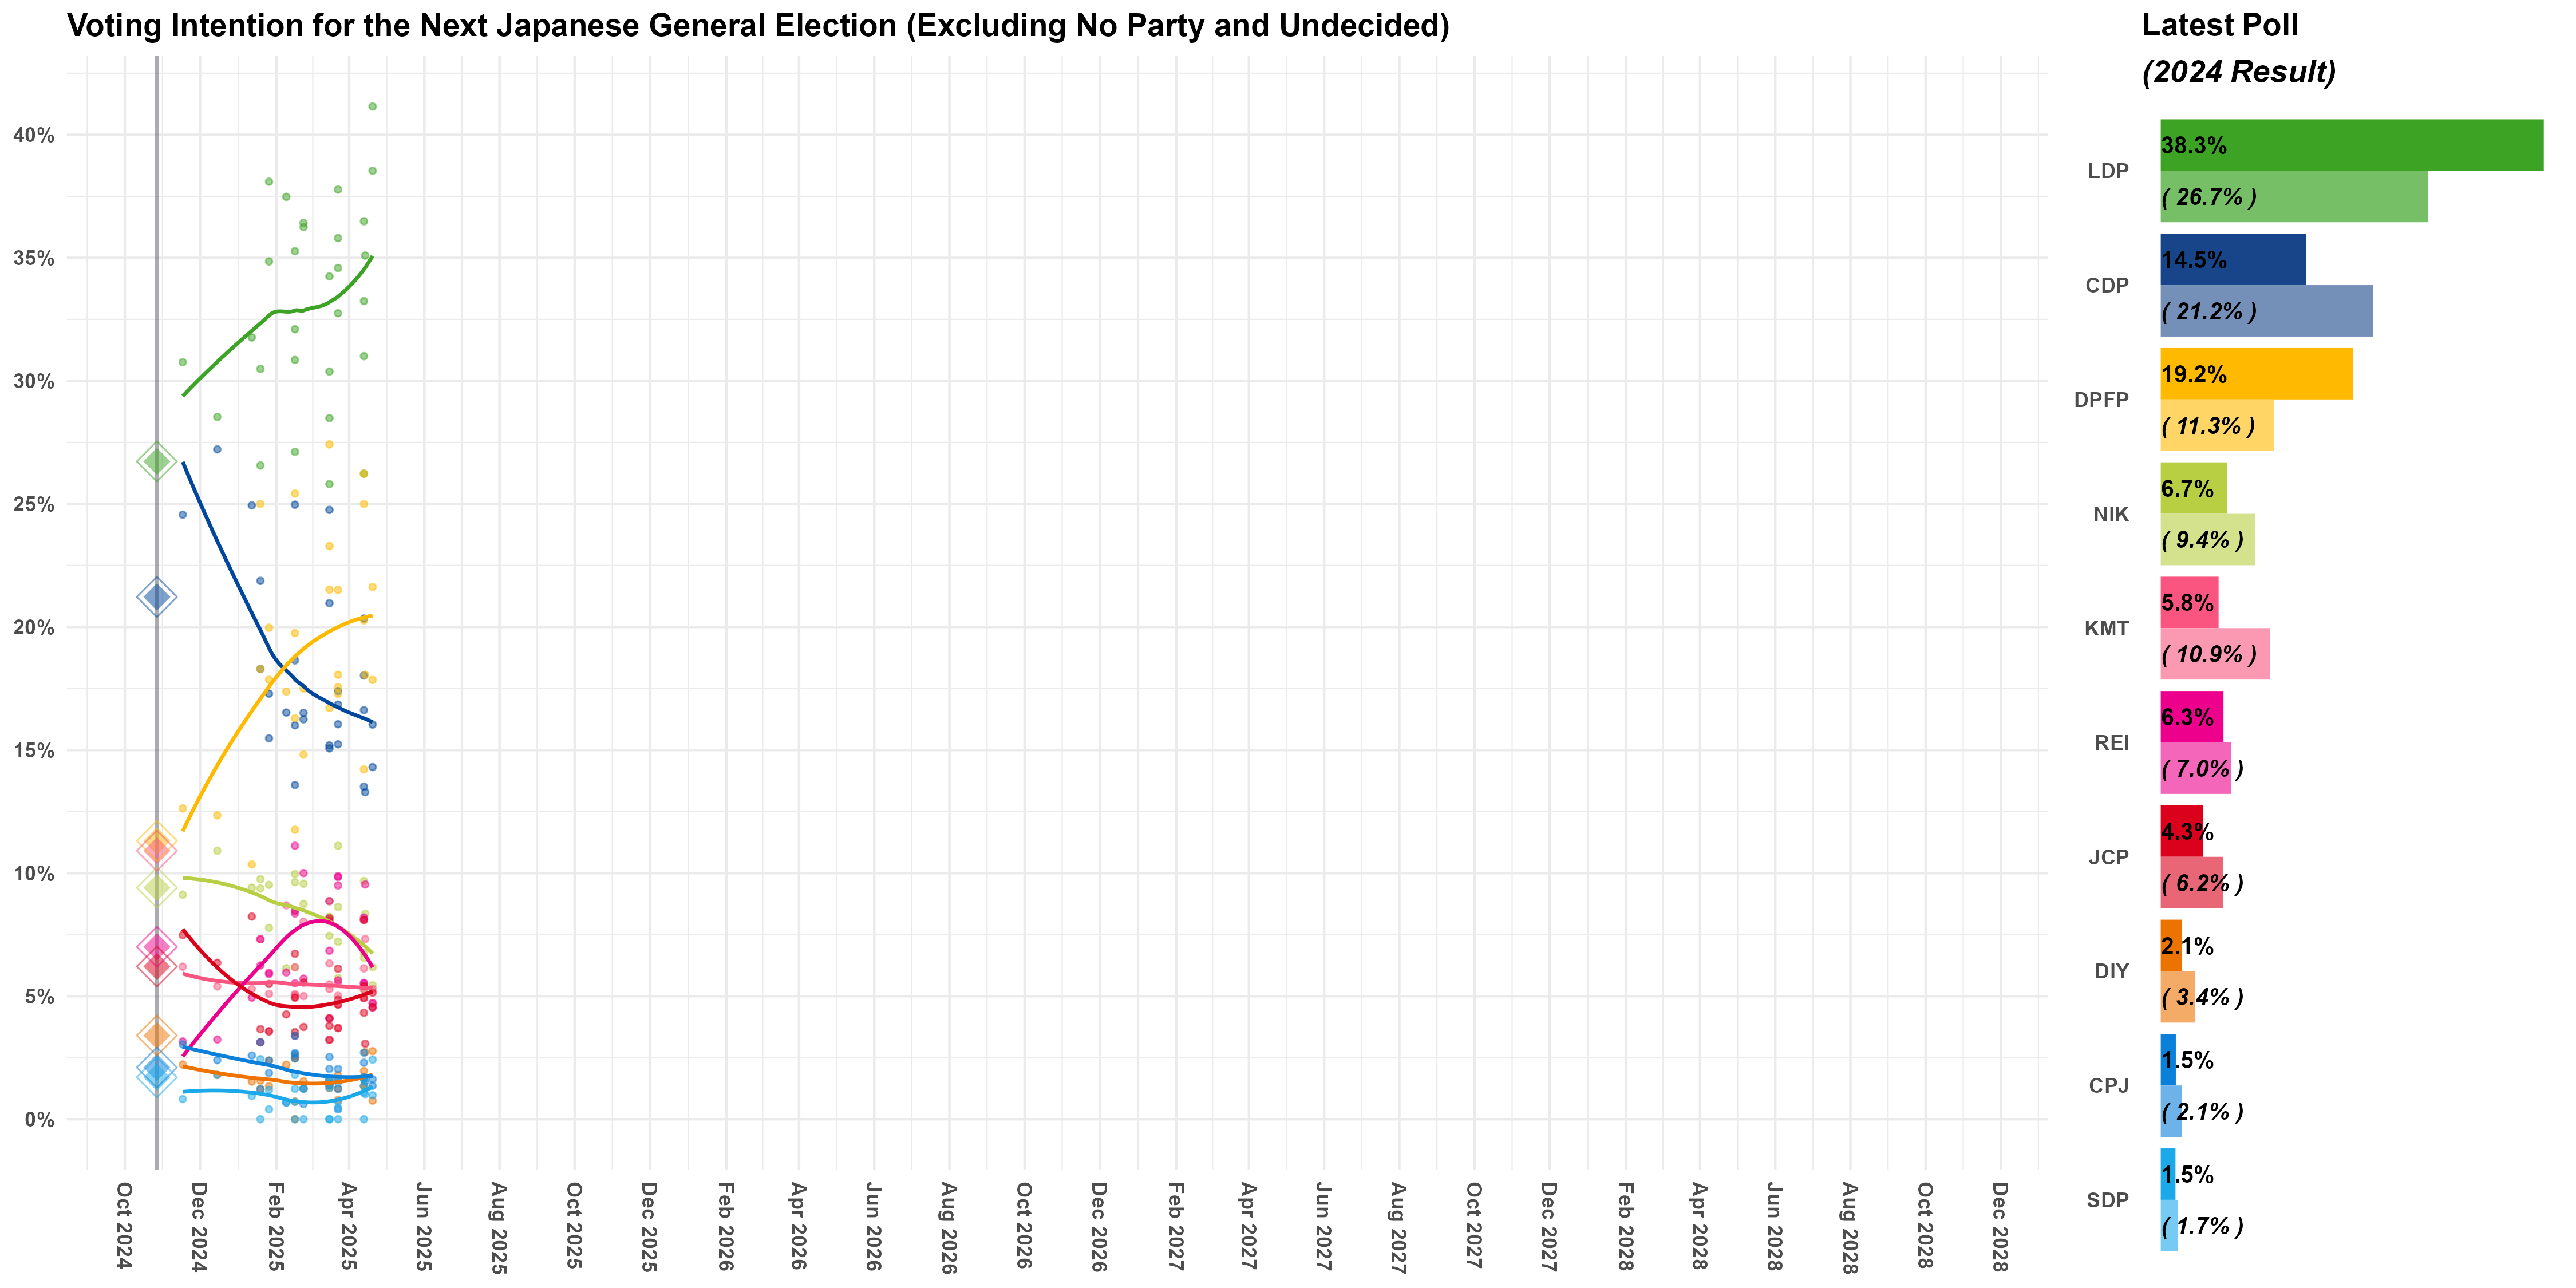 Voting Intention for the Next Japanese General Election (Excluding No Party and Undecided)
40%
35%
30%
25%
20%
15%
10%
5%
0%
Oct 2024
Dec 2024
Feb 2025
Apr 2025
Jun 2025
Aug 2025
Oct 2025
Dec 2025
Feb 2026
Apr 2026
Jun 2026
Aug 2026
Oct 2026
Dec 2026
Feb 2027
Apr 2027
Jun 2027
Aug 2027
Oct 2027
Dec 2027
Feb 2028
Apr 2028
Jun 2028
Aug 2028
Oct 2028
Dec 2028
Latest Poll
(2024 Result)
LDP
38.3%
( 26.7% )
CDP
14.5%
( 21.2% )
DPFP
19.2%
( 11.3% )
NIK
6.7%
( 9.4% )
KMT
5.8%
( 10.9% )
REI
6.3%
( 7.0% )
JCP
4.3%
( 6.2% )
DIY
2.1%
( 3.4% )
CPJ
1.5%
( 2.1% )
SDP
1.5%
( 1.7% )